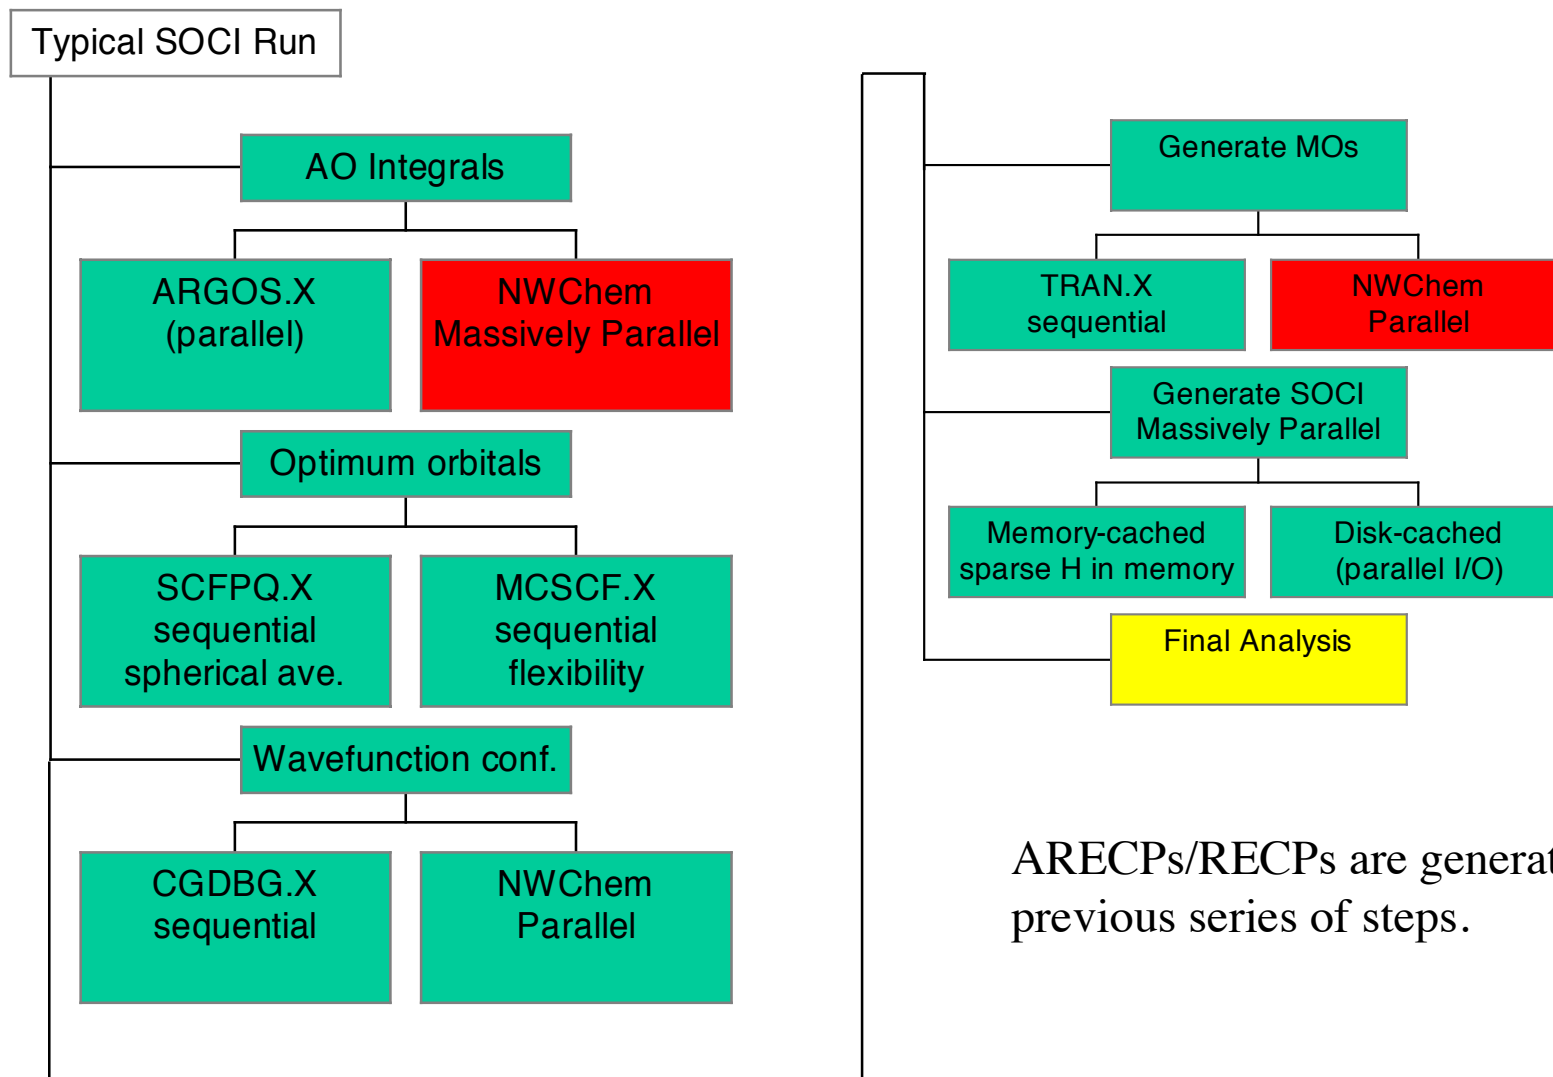 Typical SOCI Run
AO Integrals
ARGOS.X
(parallel)
NWChem
Massively Parallel
Optimum orbitals
SCFPQ.X
sequential
spherical ave.
MCSCF.X
sequential
flexibility
Wavefunction conf.
CGDBG.X
sequential
NWChem
Parallel
Generate MOs
TRAN.X
sequential
NWChem
Parallel
Generate SOCI
Massively Parallel
Memory-cached
sparse H in memory
Disk-cached
(parallel I/O)
Final Analysis
ARECPs/RECPs are
previous series of steps.